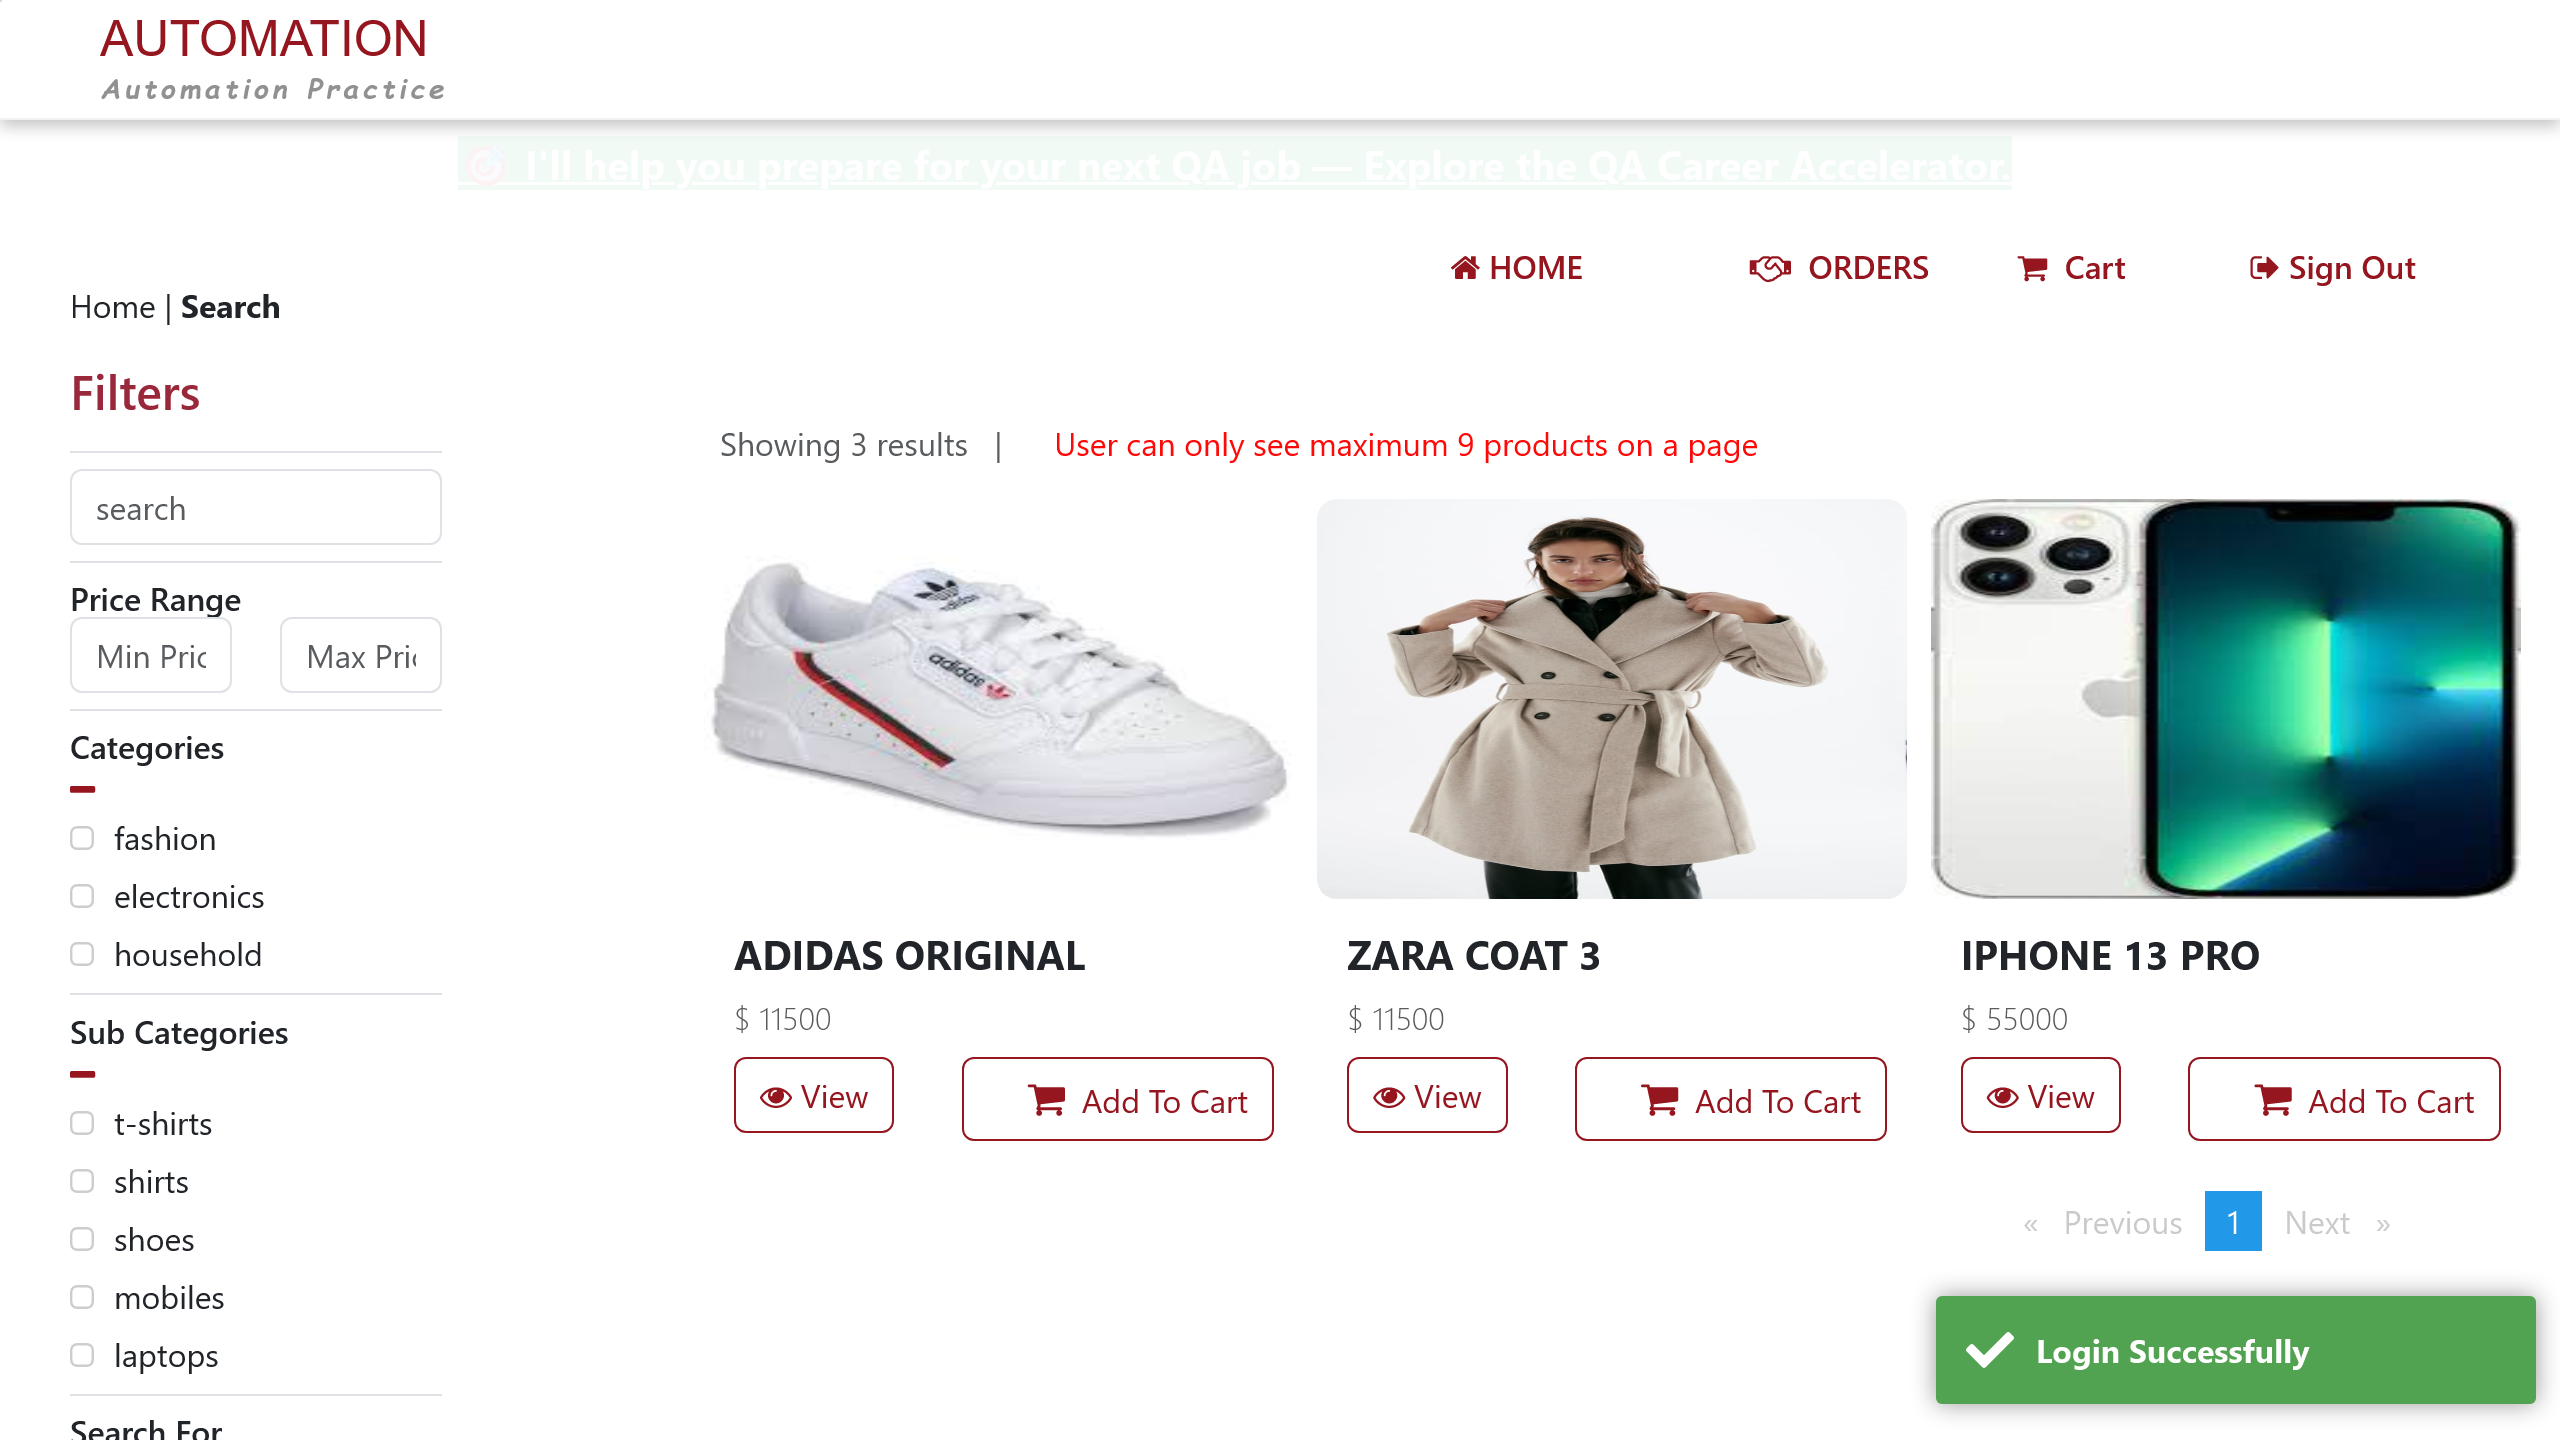 AUTOMATION
Automation Practice
🎯 I'll help you prepare for your next QA job — Explore the QA Career Accelerator.
HOME
ORDERS
Cart
Sign Out
Home | Search
Filters
Showing 3 results |
User can only see maximum 9 products on a page
search
Price Range
Min Pric
Max Pric
Categories
fashion
electronics
household
Sub Categories
t-shirts
shirts
shoes
mobiles
laptops
Search For
adidas
ADIDAS ORIGINAL
$ 11500
View
Add To Cart
ZARA COAT 3
$ 11500
View
Add To Cart
IPHONE 13 PRO
$ 55000
View
Add To Cart
« Previous 1 Next »
Login Successfully